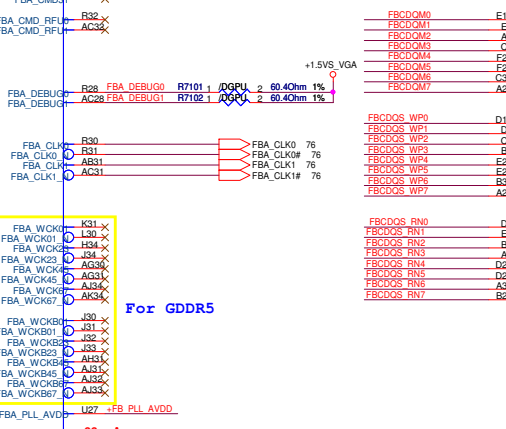 FBA_CMD31
FBA_CMD_RFU0 R32
FBA_CMD_RFU1 AC32
+1.5VS_VGA
FBA_DEBUG0 R28 FBA_DEBUG0 R7101 1 /DGPU 2 60.4Ohm 1%
FBA_DEBUG1 AC28 FBA_DEBUG1 R7102 1 /DGPU 2 60.4Ohm 1%
FBA_CLK0 R30 FBA_CLK0 76
FBA_CLK0 R31 FBA_CLK0# 76
FBA_CLK1 AB31 FBA_CLK1 76
FBA_CLK1 AC31 FBA_CLK1# 76
FBA_WCK01 K31
FBA_WCK01 L30
FBA_WCK23 H34
FBA_WCK23 J34
FBA_WCK45 AG30
FBA_WCK45 AG31
FBA_WCK67 AJ34
FBA_WCK67 AK34
For GDDR5
FBA_WCKB01 J30
FBA_WCKB01 J31
FBA_WCKB23 J32
FBA_WCKB23 J33
FBA_WCKB45 AH31
FBA_WCKB45 AJ31
FBA_WCKB67 AJ32
FBA_WCKB67 AJ33
FBA_PLL_AVDD U27 +FB_PLL_AVDD
FBCDQM0
FBCDQM1
FBCDQM2
FBCDQM3
FBCDQM4
FBCDQM5
FBCDQM6
FBCDQM7
FBCDQS_WP0
FBCDQS_WP1
FBCDQS_WP2
FBCDQS_WP3
FBCDQS_WP4
FBCDQS_WP5
FBCDQS_WP6
FBCDQS_WP7
FBCDQS_RN0
FBCDQS_RN1
FBCDQS_RN2
FBCDQS_RN3
FBCDQS_RN4
FBCDQS_RN5
FBCDQS_RN6
FBCDQS_RN7